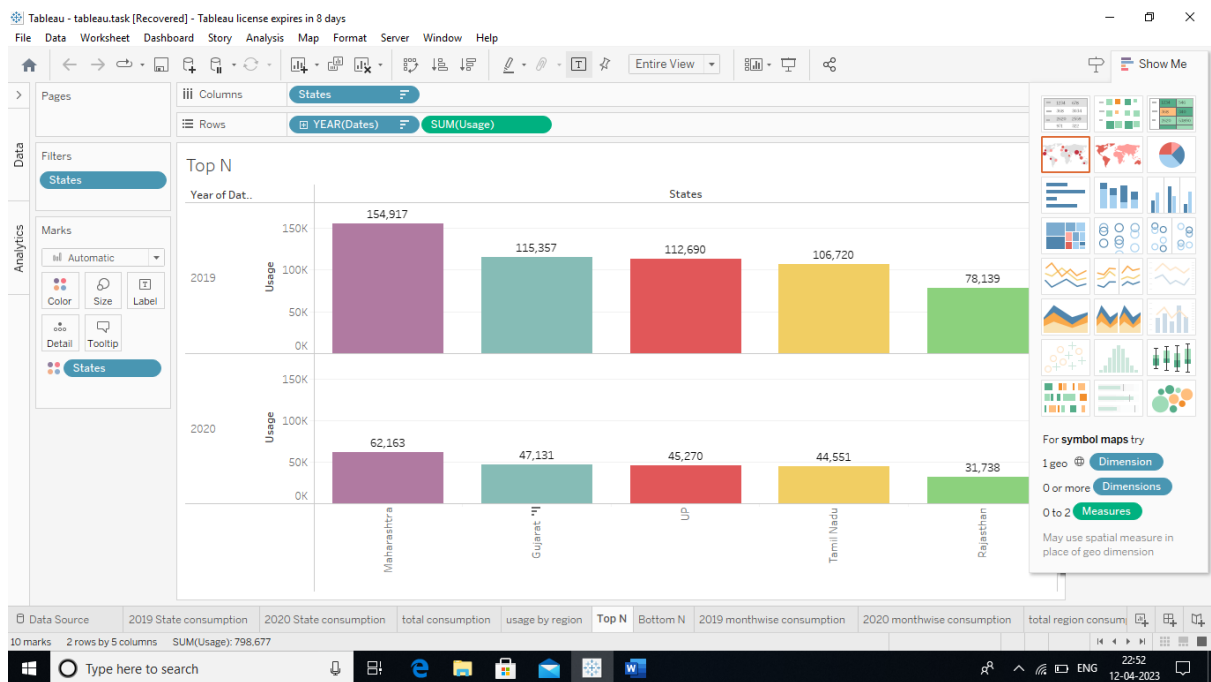 Tableau - tableau.task [Recovered] - Tableau license expires in 8 days
File Data Worksheet Dashboard Story Analysis Map Format Server Window Help
Entire View
Show Me
Pages
Columns
States
Rows
YEAR(Dates)
SUM(Usage)
Data
Analytics
Filters
States
Marks
Automatic
Color Size Label
Detail Tooltip
States
Top N
Year of Dat..
States
2019
Usage
150K
100K
50K
0K
154,917
115,357
112,690
106,720
78,139
2020
Usage
150K
100K
50K
0K
62,163
47,131
45,270
44,551
31,738
Maharashtra
Gujarat
UP
Tamil Nadu
Rajasthan
For symbol maps try
1 geo Dimension
0 or more Dimensions
0 to 2 Measures
May use spatial measure in
place of geo dimension
Data Source 2019 State consumption 2020 State consumption total consumption usage by region Top N Bottom N 2019 monthwise consumption 2020 monthwise consumption total region consum
10 marks 2 rows by 5 columns SUM(Usage): 798,677
Type here to search
ENG
22:52
12-04-2023